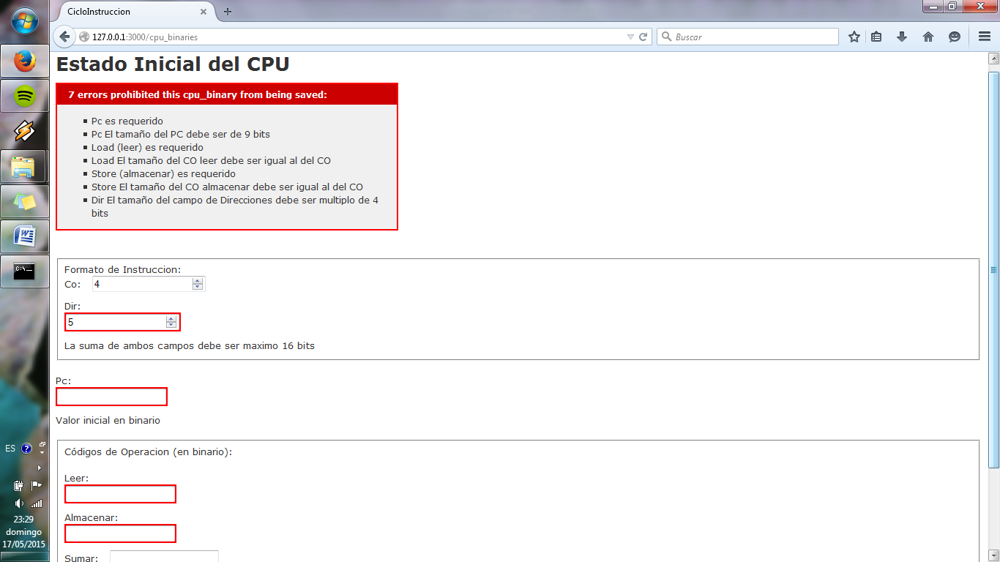 CicloInstruccion
127.0.0.1:3000/cpu_binaries
Buscar
Estado Inicial del CPU
7 errors prohibited this cpu_binary from being saved:
Pc es requerido
Pc El tamaño del PC debe ser de 9 bits
Load (leer) es requerido
Load El tamaño del CO leer debe ser igual al del CO
Store (almacenar) es requerido
Store El tamaño del CO almacenar debe ser igual al del CO
Dir El tamaño del campo de Direcciones debe ser multiplo de 4
bits
Formato de Instruccion:
Co: 4
Dir:
5
La suma de ambos campos debe ser maximo 16 bits
Pc:
Valor inicial en binario
Códigos de Operacion (en binario):
Leer:
Almacenar:
Sumar:
C:\_
ES
23:29
domingo
17/05/2015